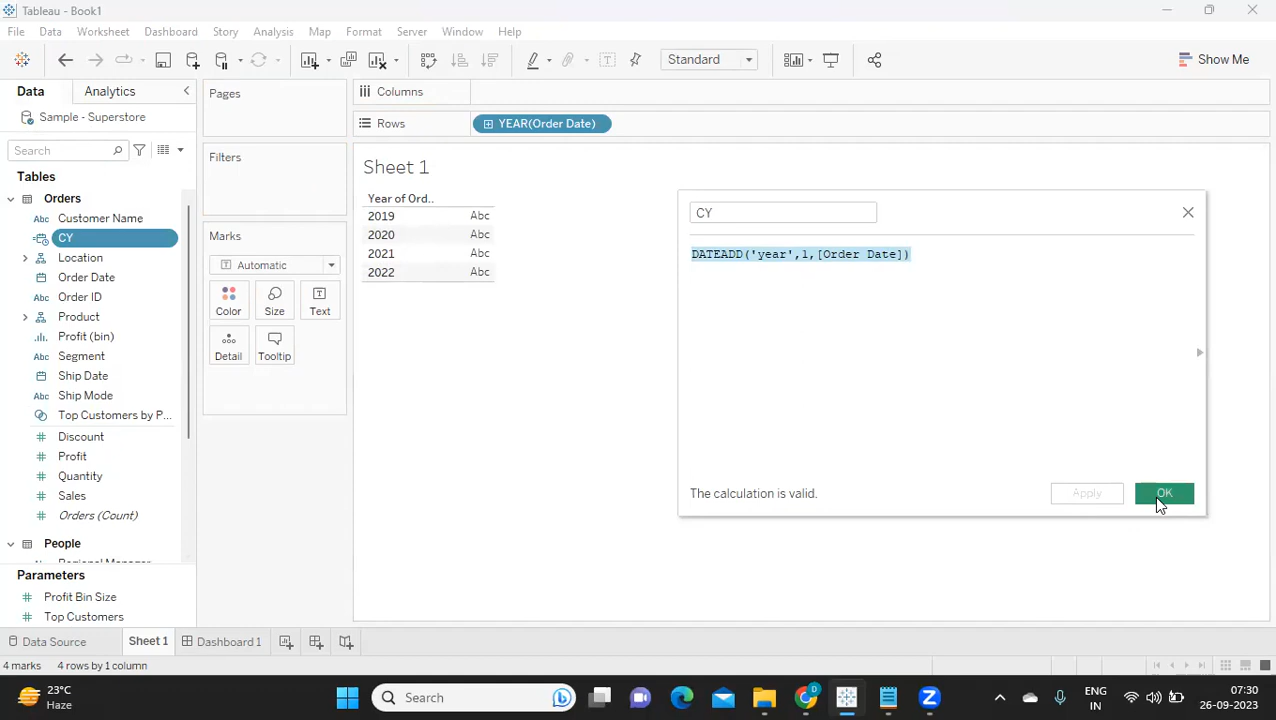 Tableau - Book1
File Data Worksheet Dashboard Story Analysis Map Format Server Window Help
Standard
Show Me
Data Analytics
Pages
Columns
Sample - Superstore
Rows
YEAR(Order Date)
Search
Filters
Sheet 1
Tables
Orders
Year of Ord..
Customer Name
2019 Abc
CY
2020 Abc
2021 Abc
2022 Abc
Marks
Automatic
Color
Size
Text
Detail
Tooltip
CY
DATEADD('year',1,[Order Date])
The calculation is valid.
Apply
OK
Location
Order Date
Order ID
Product
Profit (bin)
Segment
Ship Date
Abc Ship Mode
Top Customers by P...
Discount
Profit
Quantity
Sales
Orders (Count)
People
Regional Manager
Parameters
Profit Bin Size
Top Customers
Data Source
Sheet 1
Dashboard 1
4 marks 4 rows by 1 column
23°C
Haze
Search
ENG
IN
07:30
26-09-2023